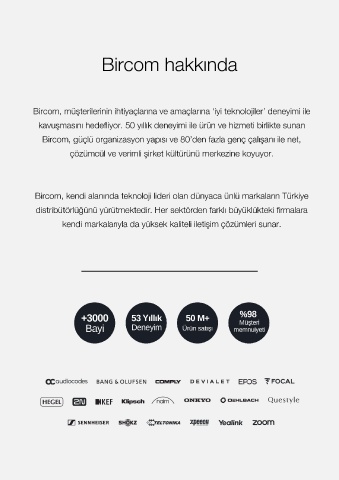 Bircom hakkında
Bircom, müşterilerinin ihtiyaçlarına ve amaçlarına ‘iyi teknolojiler’ deneyimi ile
kavuşmasını hedefliyor. 50 yıllık deneyimi ile ürün ve hizmeti birlikte sunan
Bircom, güçlü organizasyon yapısı ve 80’den fazla genç çalışanı ile net,
çözümcül ve verimli şirket kültürünü merkezine koyuyor.
Bircom, kendi alanında teknoloji lideri olan dünyaca ünlü markaların Türkiye
distribütörlüğünü yürütmektedir. Her sektörden farklı büyüklükteki firmalara
kendi markalarıyla da yüksek kaliteli iletişim çözümleri sunar.
+3000 53 Yıllık 50 M+ %98
Bayi Deneyim Ürün satışı Müşteri
memnuniyeti
audiocodes BANG & OLUFSEN COMPLY DEVIALET EPOS FOCAL
HEGEL 2N KEF Klipsch naim ONKYO OEHLBACH Questyle
SENNHEISER SHOKZ TELTONIKA Yealink zoom